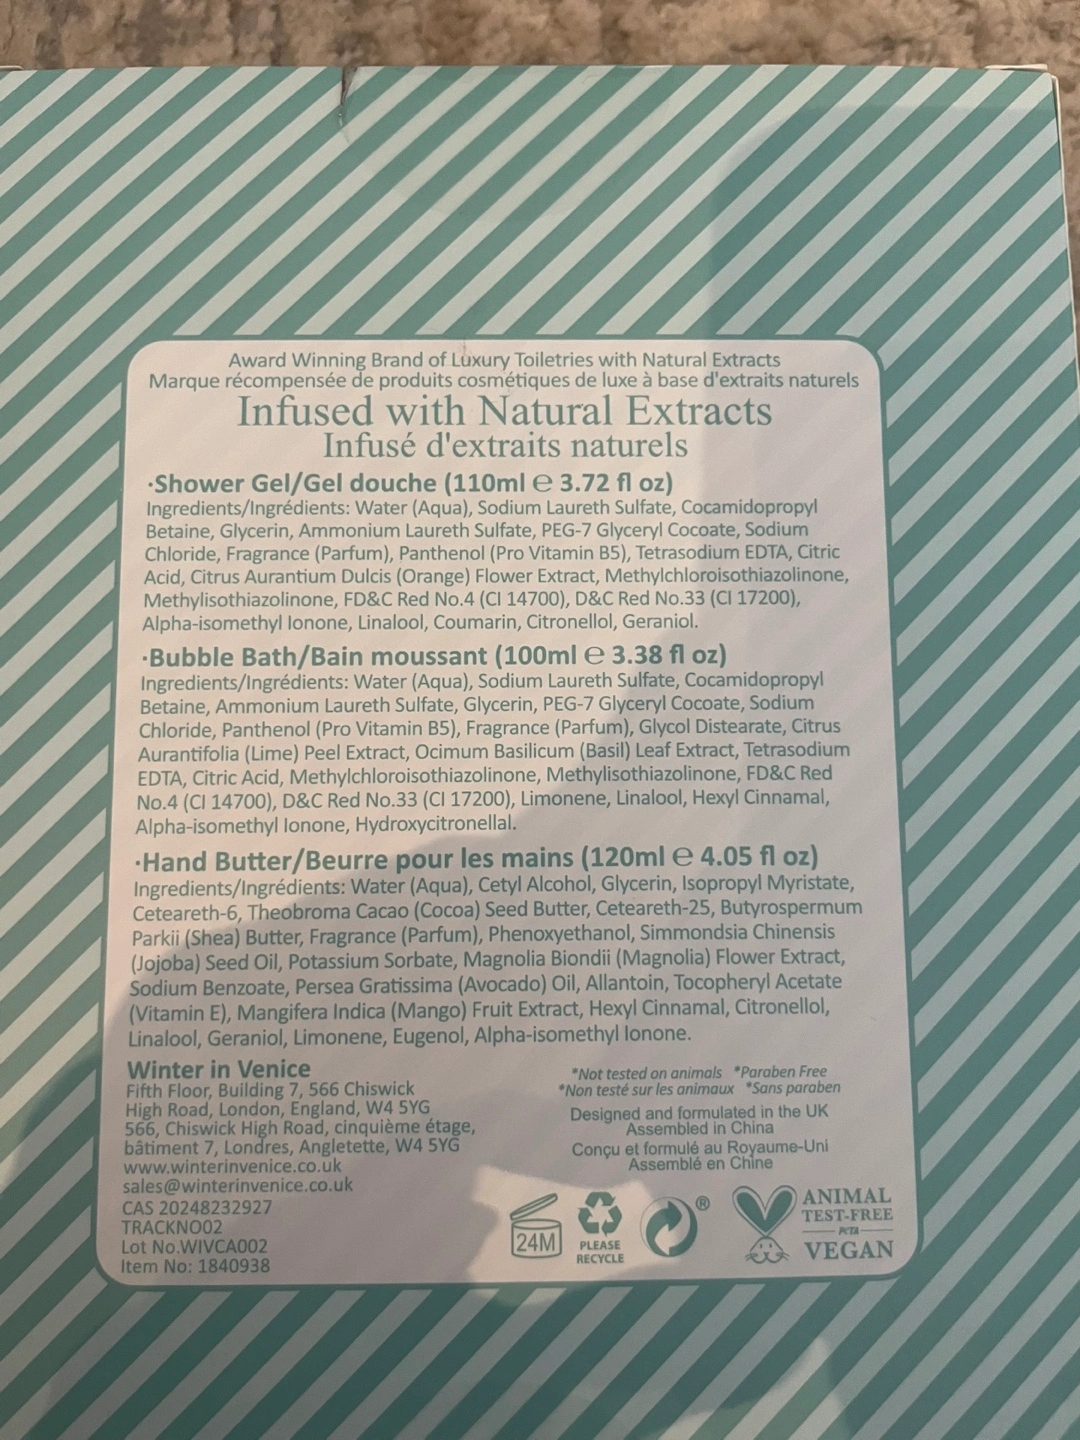 Award Winning Brand of Luxury Toiletries with Natural Extracts
Marque récompensée de produits cosmétiques de luxe à base d'extraits naturels
Infused with Natural Extracts
Infusé d'extraits naturels
·Shower Gel/Gel douche (110ml ℮ 3.72 fl oz)
Ingredients/Ingrédients: Water (Aqua), Sodium Laureth Sulfate, Cocamidopropyl
Betaine, Glycerin, Ammonium Laureth Sulfate, PEG-7 Glyceryl Cocoate, Sodium
Chloride, Fragrance (Parfum), Panthenol (Pro Vitamin B5), Tetrasodium EDTA, Citric
Acid, Citrus Aurantium Dulcis (Orange) Flower Extract, Methylchloroisothiazolinone,
Methylisothiazolinone, FD&C Red No.4 (CI 14700), D&C Red No.33 (CI 17200),
Alpha-isomethyl Ionone, Linalool, Coumarin, Citronellol, Geraniol.
·Bubble Bath/Bain moussant (100ml ℮ 3.38 fl oz)
Ingredients/Ingrédients: Water (Aqua), Sodium Laureth Sulfate, Cocamidopropyl
Betaine, Ammonium Laureth Sulfate, Glycerin, PEG-7 Glyceryl Cocoate, Sodium
Chloride, Panthenol (Pro Vitamin B5), Fragrance (Parfum), Glycol Distearate, Citrus
Aurantifolia (Lime) Peel Extract, Ocimum Basilicum (Basil) Leaf Extract, Tetrasodium
EDTA, Citric Acid, Methylchloroisothiazolinone, Methylisothiazolinone, FD&C Red
No.4 (CI 14700), D&C Red No.33 (CI 17200), Limonene, Linalool, Hexyl Cinnamal,
Alpha-isomethyl Ionone, Hydroxycitronellal.
·Hand Butter/Beurre pour les mains (120ml ℮ 4.05 fl oz)
Ingredients/Ingrédients: Water (Aqua), Cetyl Alcohol, Glycerin, Isopropyl Myristate,
Ceteareth-6, Theobroma Cacao (Cocoa) Seed Butter, Ceteareth-25, Butyrospermum
Parkii (Shea) Butter, Fragrance (Parfum), Phenoxyethanol, Simmondsia Chinensis
(Jojoba) Seed Oil, Potassium Sorbate, Magnolia Biondii (Magnolia) Flower Extract,
Sodium Benzoate, Persea Gratissima (Avocado) Oil, Allantoin, Tocopheryl Acetate
(Vitamin E), Mangifera Indica (Mango) Fruit Extract, Hexyl Cinnamal, Citronellol,
Linalool, Geraniol, Limonene, Eugenol, Alpha-isomethyl Ionone.
Winter in Venice
Fifth Floor, Building 7, 566 Chiswick
High Road, London, England, W4 5YG
566, Chiswick High Road, cinquième étage,
bâtiment 7, Londres, Angletette, W4 5YG
www.winterinvenice.co.uk
sales@winterinvenice.co.uk
CAS 20248232927
TRACKNO02
Lot No.WIVCA002
Item No: 1840938
*Not tested on animals *Paraben Free
*Non testé sur les animaux *Sans paraben
Designed and formulated in the UK
Assembled in China
Conçu et formulé au Royaume-Uni
Assemblé en Chine
24M
PLEASE
RECYCLE
®
ANIMAL
TEST-FREE
PETA
VEGAN